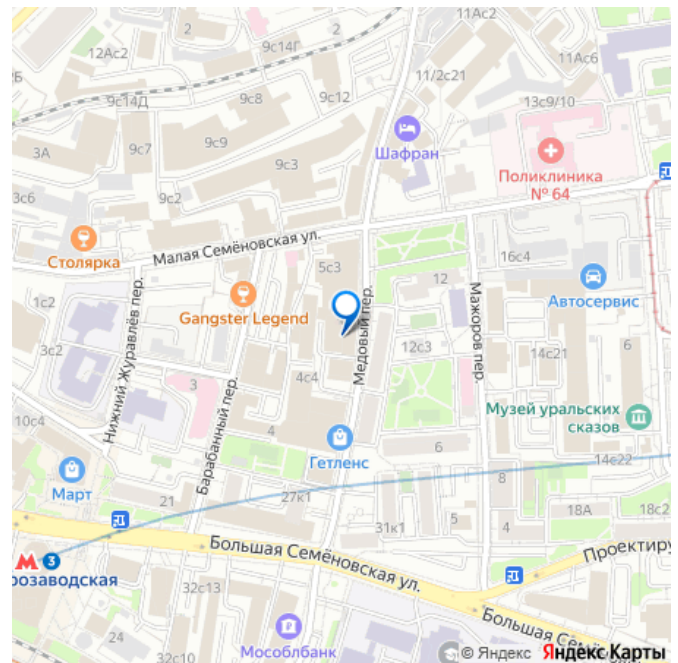 11Ас2
2
2
12Ас2
9с14Г
11Ас6
9с14Д
9с8
9с12
11/2с21
13с9/10
Шафран
3А
9с7
9с9
9с3
Поликлиника
№ 64
3с6
9с2
Столярка
Малая Семёновская ул.
5с3
16с4
12
1с2
Gangster Legend
Автосервис
3с2
Нижний Журавлёв пер.
Медовый пер.
Мажоров пер.
12с3
14с21
6
3
4с4
10с4
Барабанный пер.
4
Музей уральских
сказов
Гетленс
6
14с22
Март
21
27к1
8
18А
18с2
31к1
5
4
Большая Семёновская ул.
Проектиру
3
розаводская
32с13
24
32с10
Мособлбанк
Большая Семё
© Яндекс Яндекс Карты